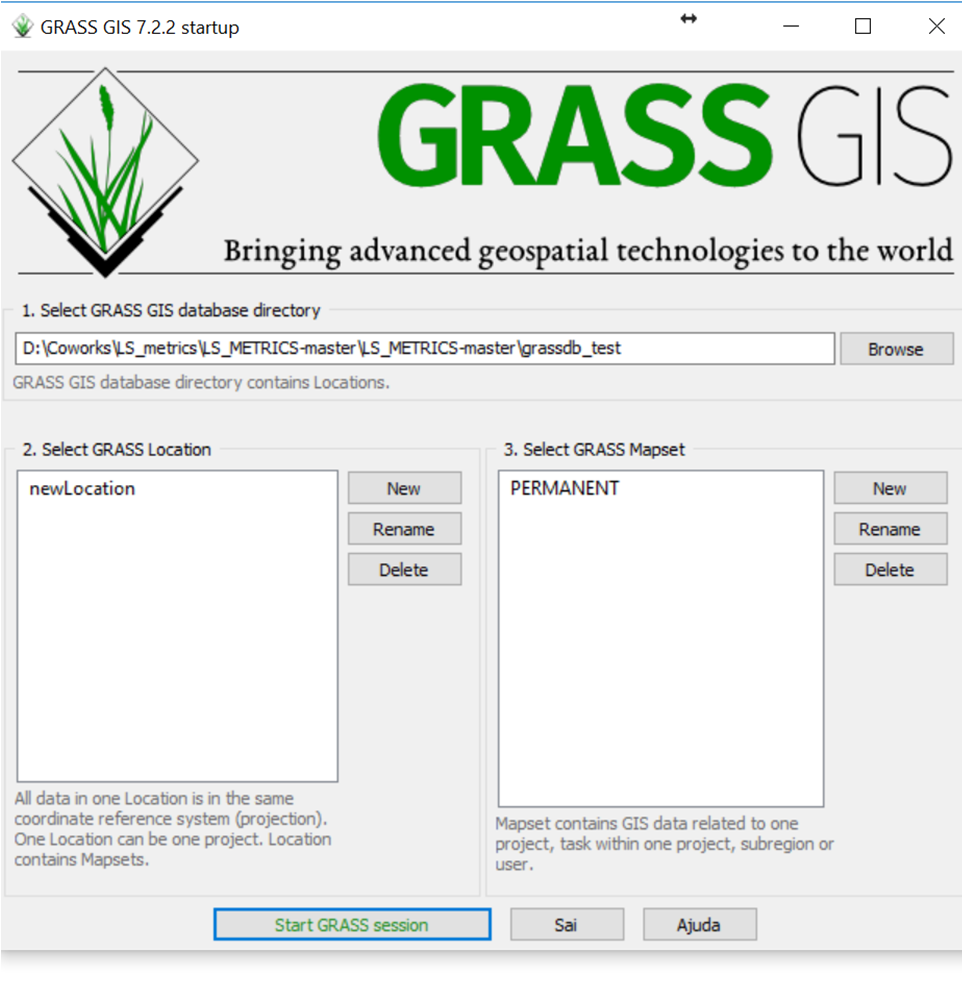 GRASS GIS 7.2.2 startup
GRASS GIS
Bringing advanced geospatial technologies to the world
1. Select GRASS GIS database directory
D:\Coworks\LS_metrics\LS_METRICS-master\LS_METRICS-master\grassdb_test
Browse
GRASS GIS database directory contains Locations.
2. Select GRASS Location
newLocation
New
Rename
Delete
All data in one Location is in the same
coordinate reference system (projection).
One Location can be one project. Location
contains Mapsets.
3. Select GRASS Mapset
PERMANENT
New
Rename
Delete
Mapset contains GIS data related to one
project, task within one project, subregion or
user.
Start GRASS session
Sai
Ajuda